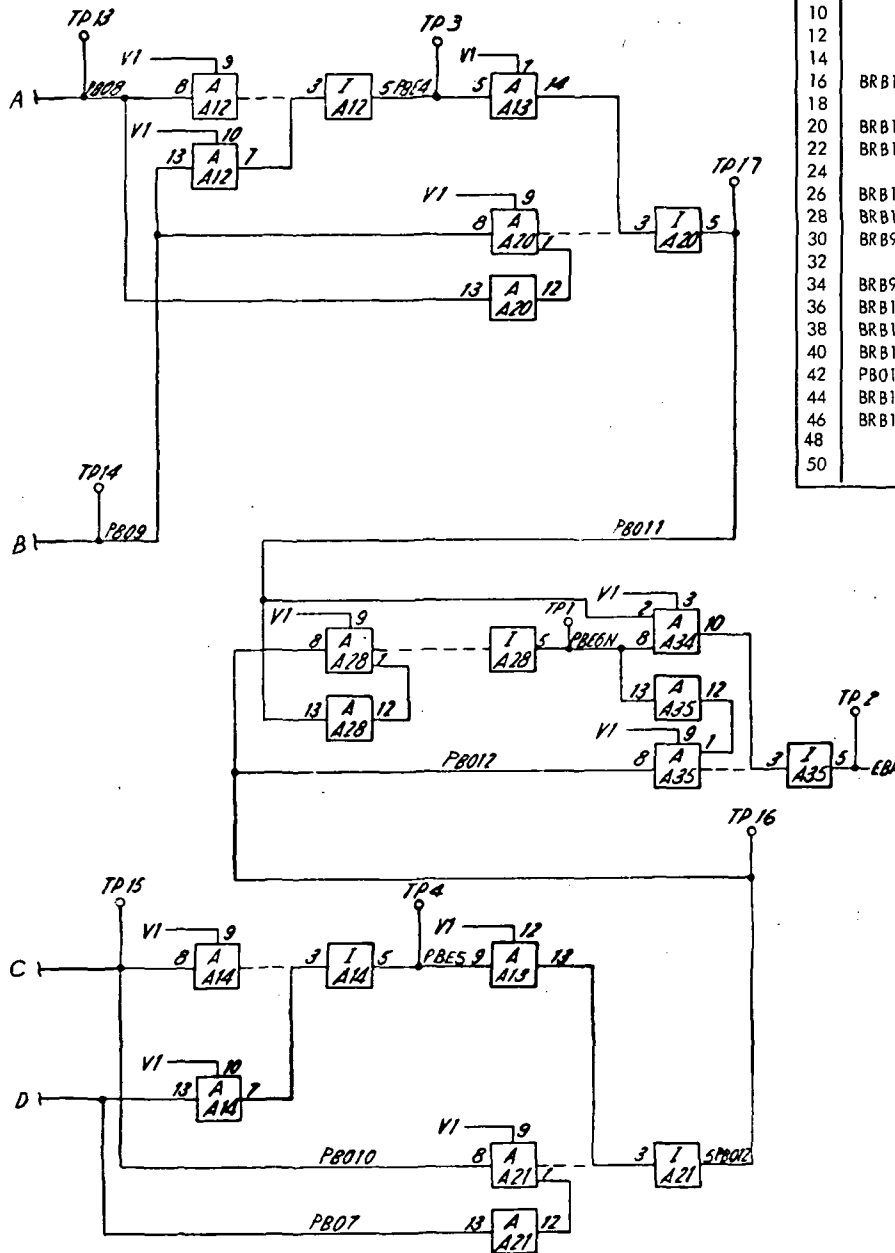 TP13
TP3
10
12
14
16 BRB1
18
20 BRB1
22 BRB1
24
26 BRB1
28 BRB1
30 BRB9
32
34 BRB9
36 BRB1
38 BRB1
40 BRB1
42 PB01
44 BRB1
46 BRB1
48
50
V1 9
V1 1
A PB08 8 A A12 3 I A12 5 PBE4 5 A A13 14
V1 10
13 A A12 7
TP17
V1 9
8 A A20 1 3 I A20 5
13 A A20 12
TP14
B PB09
PB011
V1 9
V1 3
TP1
2 A A34 10
8 A A28 1 I A28 5 PBE6N 8
13 A A28 12
13 A A35 12
TP2
V1 9
PB012 8 A A35 1 3 I A35 5
TP16
TP15
TP4
V1 9
V1 12
C 8 A A14 3 I A14 5 PBE5 9 A A13 13
V1 10
D 13 A A14 7
V1 9
PB010 8 A A21 1 3 I A21 5 PB012
PB07 13 A A21 12